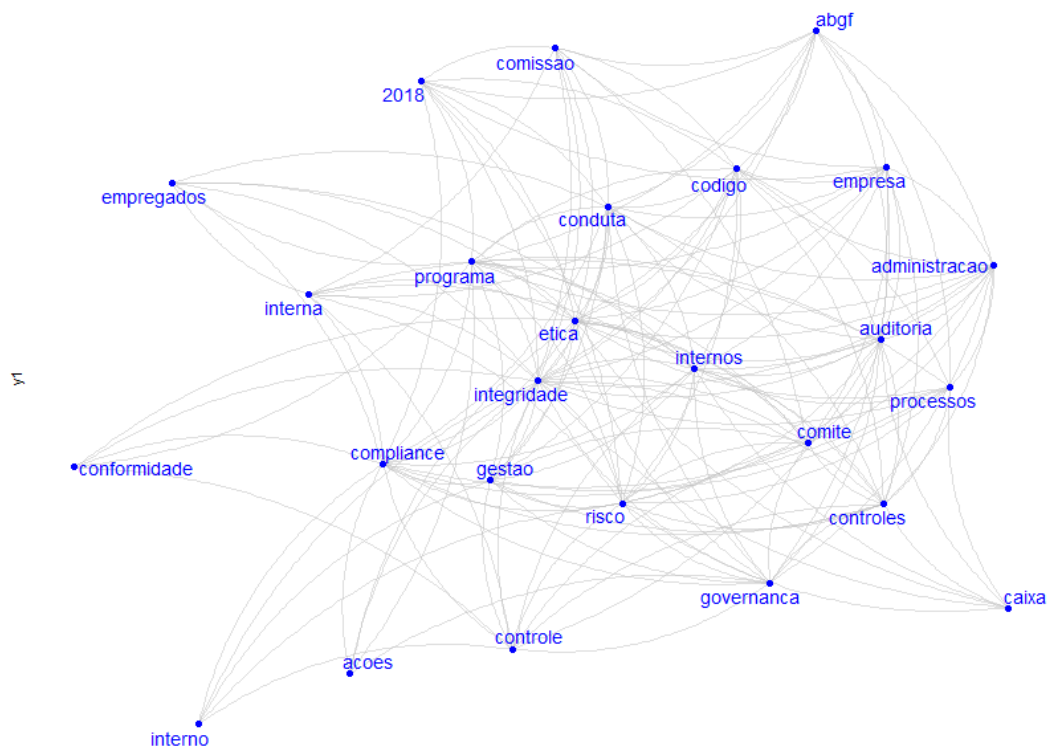 abgf
comissao
2018
codigo
empresa
empregados
conduta
administracao
programa
interna
etica
auditoria
internos
y1
integridade
processos
comite
compliance
conformidade
gestao
risco
controles
governanca
caixa
controle
acoes
interno